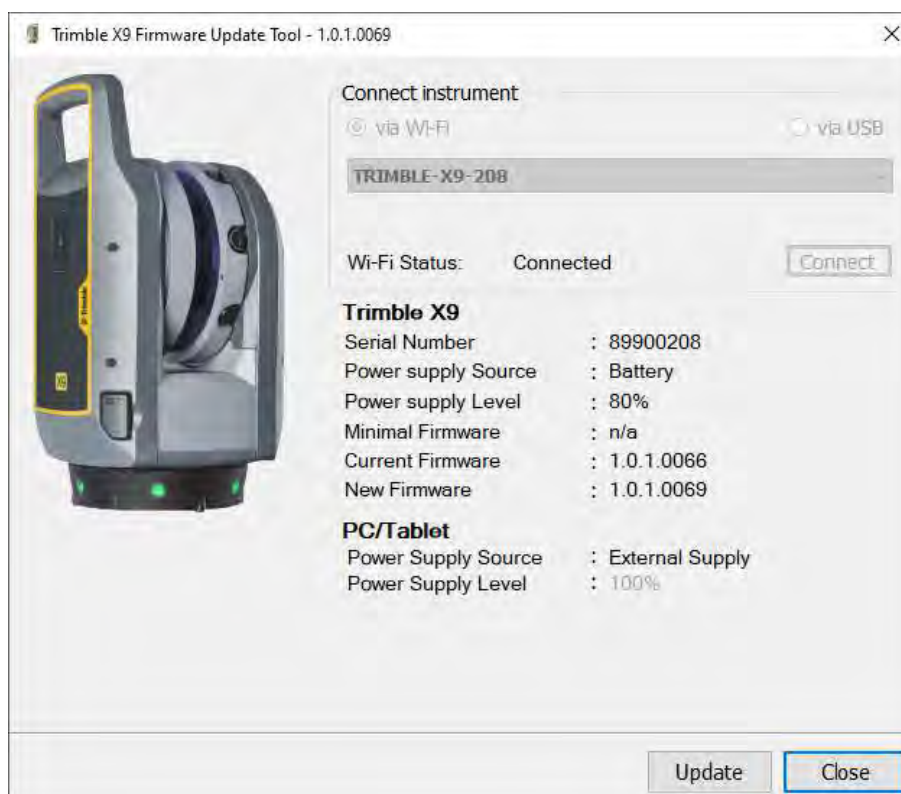 Trimble X9 Firmware Update Tool - 1.0.1.0069
Connect instrument
via Wi-Fi
via USB
TRIMBLE-X9-208
Wi-Fi Status: Connected
Connect
Trimble X9
Serial Number : 89900208
Power supply Source : Battery
Power supply Level : 80%
Minimal Firmware : n/a
Current Firmware : 1.0.1.0066
New Firmware : 1.0.1.0069
PC/Tablet
Power Supply Source : External Supply
Power Supply Level : 100%
Trimble
X9
Update
Close